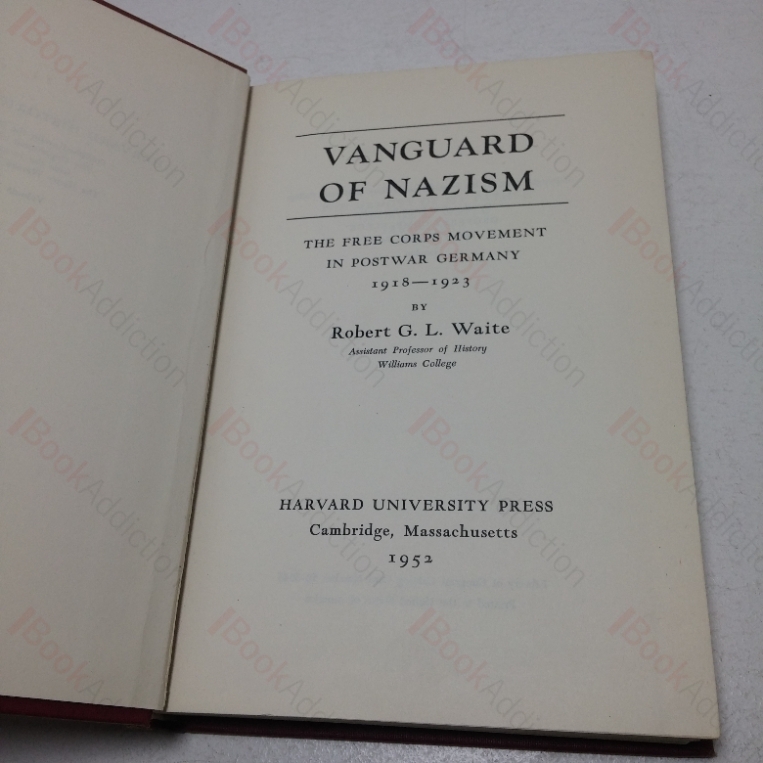 VANGUARD
OF NAZISM
THE FREE CORPS MOVEMENT
IN POSTWAR GERMANY
1918—1923
BY
Robert G. L. Waite
Assistant Professor of History
Williams College
HARVARD UNIVERSITY PRESS
Cambridge, Massachusetts
1952
BookAddiction